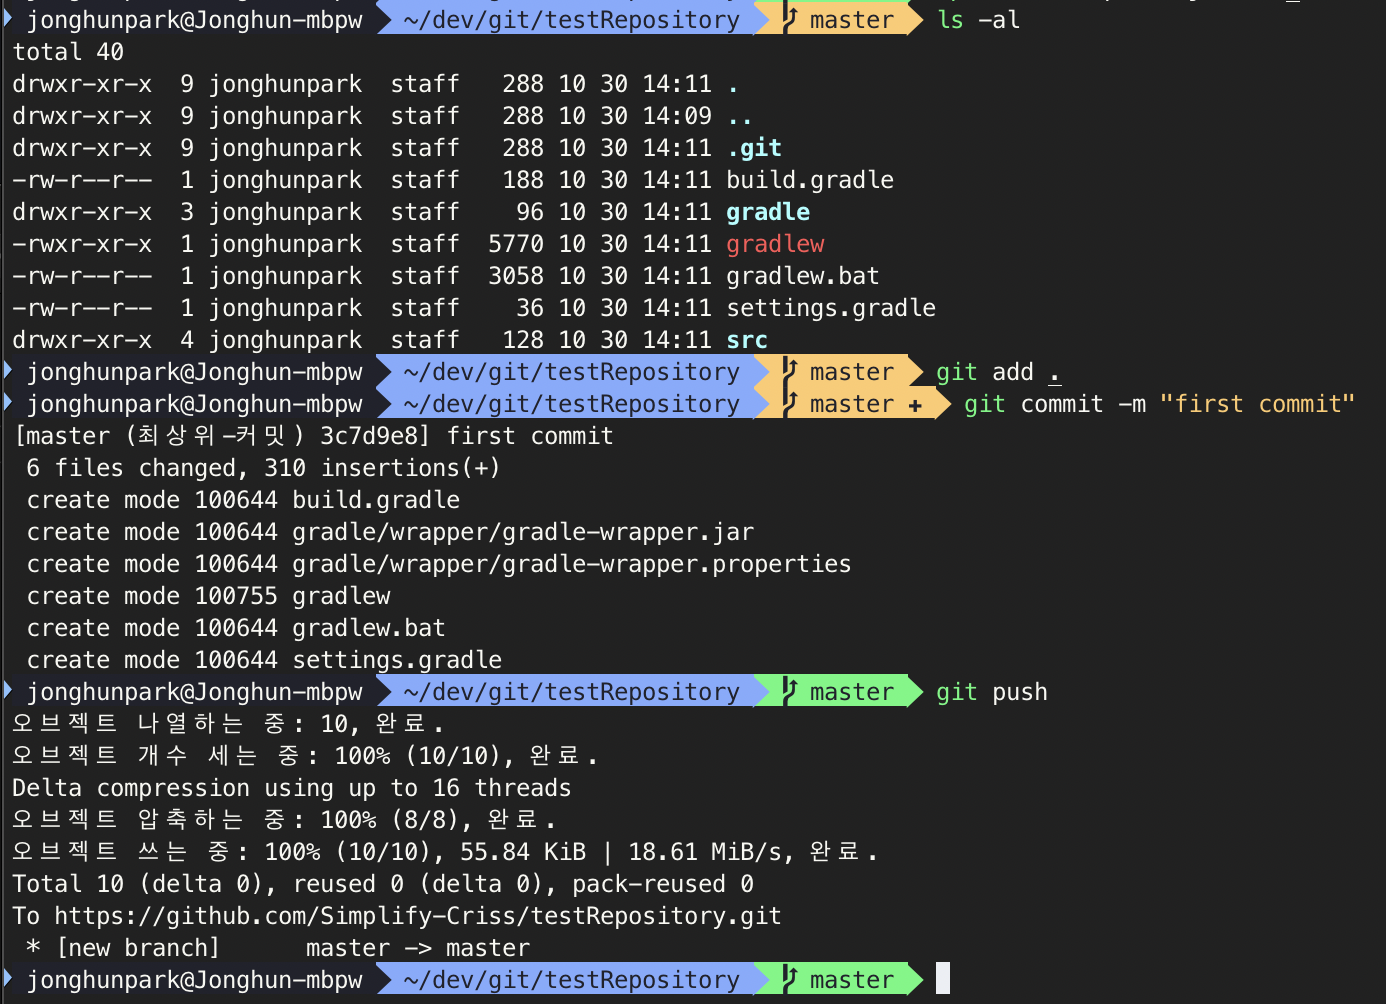 jonghunpark@Jonghun-mbpw ~/dev/git/testRepository master ls -al
total 40
drwxr-xr-x  9 jonghunpark  staff   288 10 30 14:11 .
drwxr-xr-x  9 jonghunpark  staff   288 10 30 14:09 ..
drwxr-xr-x  9 jonghunpark  staff   288 10 30 14:11 .git
-rw-r--r--  1 jonghunpark  staff   188 10 30 14:11 build.gradle
drwxr-xr-x  3 jonghunpark  staff    96 10 30 14:11 gradle
-rwxr-xr-x  1 jonghunpark  staff  5770 10 30 14:11 gradlew
-rw-r--r--  1 jonghunpark  staff  3058 10 30 14:11 gradlew.bat
-rw-r--r--  1 jonghunpark  staff    36 10 30 14:11 settings.gradle
drwxr-xr-x  4 jonghunpark  staff   128 10 30 14:11 src
jonghunpark@Jonghun-mbpw ~/dev/git/testRepository master git add .
jonghunpark@Jonghun-mbpw ~/dev/git/testRepository master + git commit -m "first commit"
[master (최상위-커밋) 3c7d9e8] first commit
 6 files changed, 310 insertions(+)
 create mode 100644 build.gradle
 create mode 100644 gradle/wrapper/gradle-wrapper.jar
 create mode 100644 gradle/wrapper/gradle-wrapper.properties
 create mode 100755 gradlew
 create mode 100644 gradlew.bat
 create mode 100644 settings.gradle
jonghunpark@Jonghun-mbpw ~/dev/git/testRepository master git push
오브젝트 나열하는 중: 10, 완료.
오브젝트 개수 세는 중: 100% (10/10), 완료.
Delta compression using up to 16 threads
오브젝트 압축하는 중: 100% (8/8), 완료.
오브젝트 쓰는 중: 100% (10/10), 55.84 KiB | 18.61 MiB/s, 완료.
Total 10 (delta 0), reused 0 (delta 0), pack-reused 0
To https://github.com/Simplify-Criss/testRepository.git
 * [new branch]      master -> master
jonghunpark@Jonghun-mbpw ~/dev/git/testRepository master